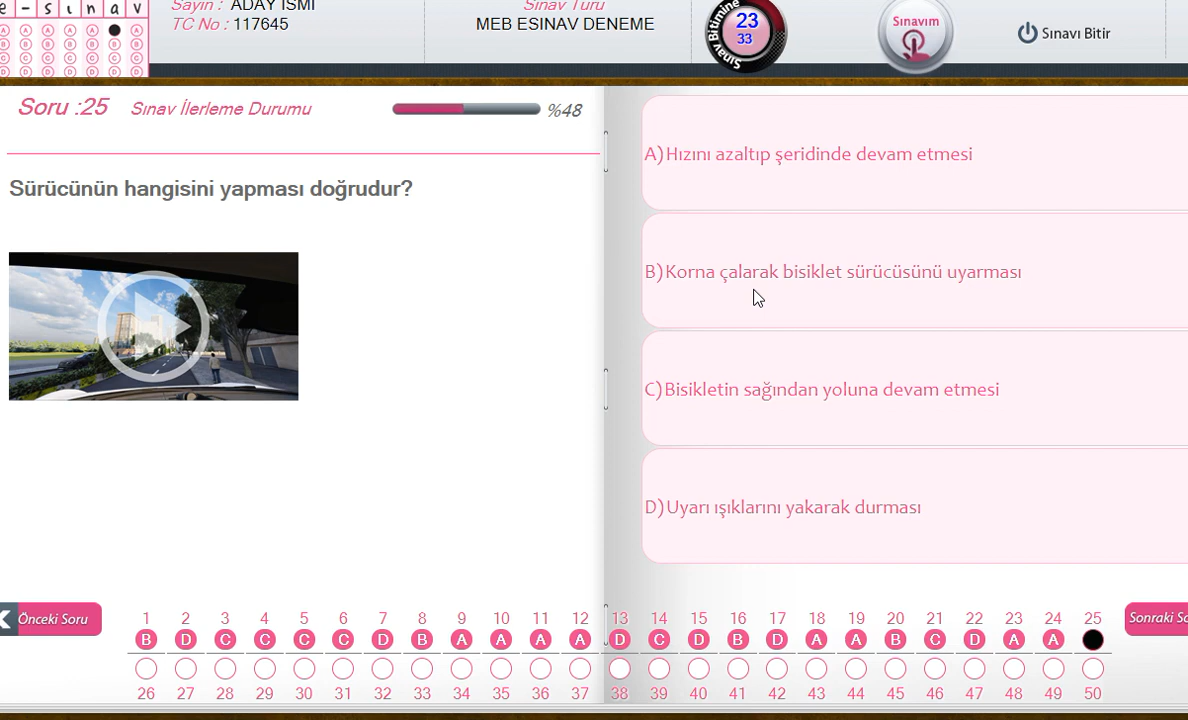 e - s ı n a v
Sayın : ADAY İSMİ
TC No : 117645
Sınav Türü
MEB ESINAV DENEME
Sınav Bitimine
23
33
Sınavım
Sınavı Bitir
Soru :25 Sınav İlerleme Durumu %48
Sürücünün hangisini yapması doğrudur?
A)Hızını azaltıp şeridinde devam etmesi
B)Korna çalarak bisiklet sürücüsünü uyarması
C)Bisikletin sağından yoluna devam etmesi
D)Uyarı ışıklarını yakarak durması
Önceki Soru
Sonraki So
1 2 3 4 5 6 7 8 9 10 11 12 13 14 15 16 17 18 19 20 21 22 23 24 25
B D C C C C D B A A A A D C D B D A A B C D A A
26 27 28 29 30 31 32 33 34 35 36 37 38 39 40 41 42 43 44 45 46 47 48 49 50